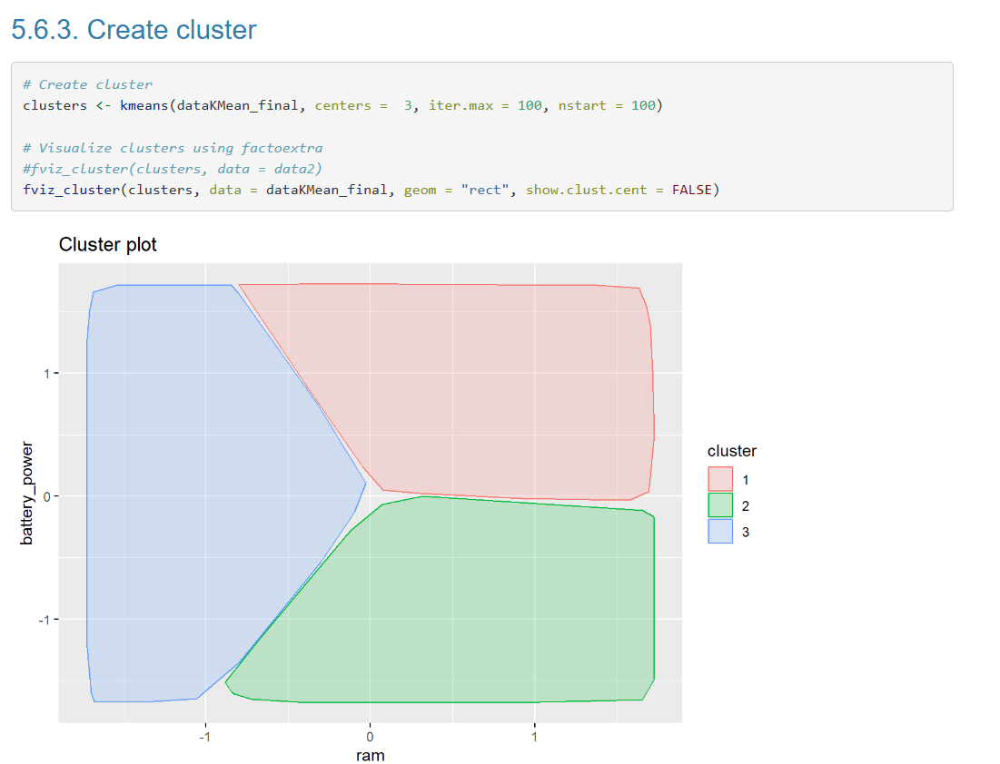 5.6.3. Create cluster
# Create cluster
clusters <- kmeans(dataKMean_final, centers =  3, iter.max = 100, nstart = 100)
# Visualize clusters using factoextra
#fviz_cluster(clusters, data = data2)
fviz_cluster(clusters, data = dataKMean_final, geom = "rect", show.clust.cent = FALSE)
Cluster plot
1
0
-1
battery_power
-1
0
1
ram
cluster
1
2
3